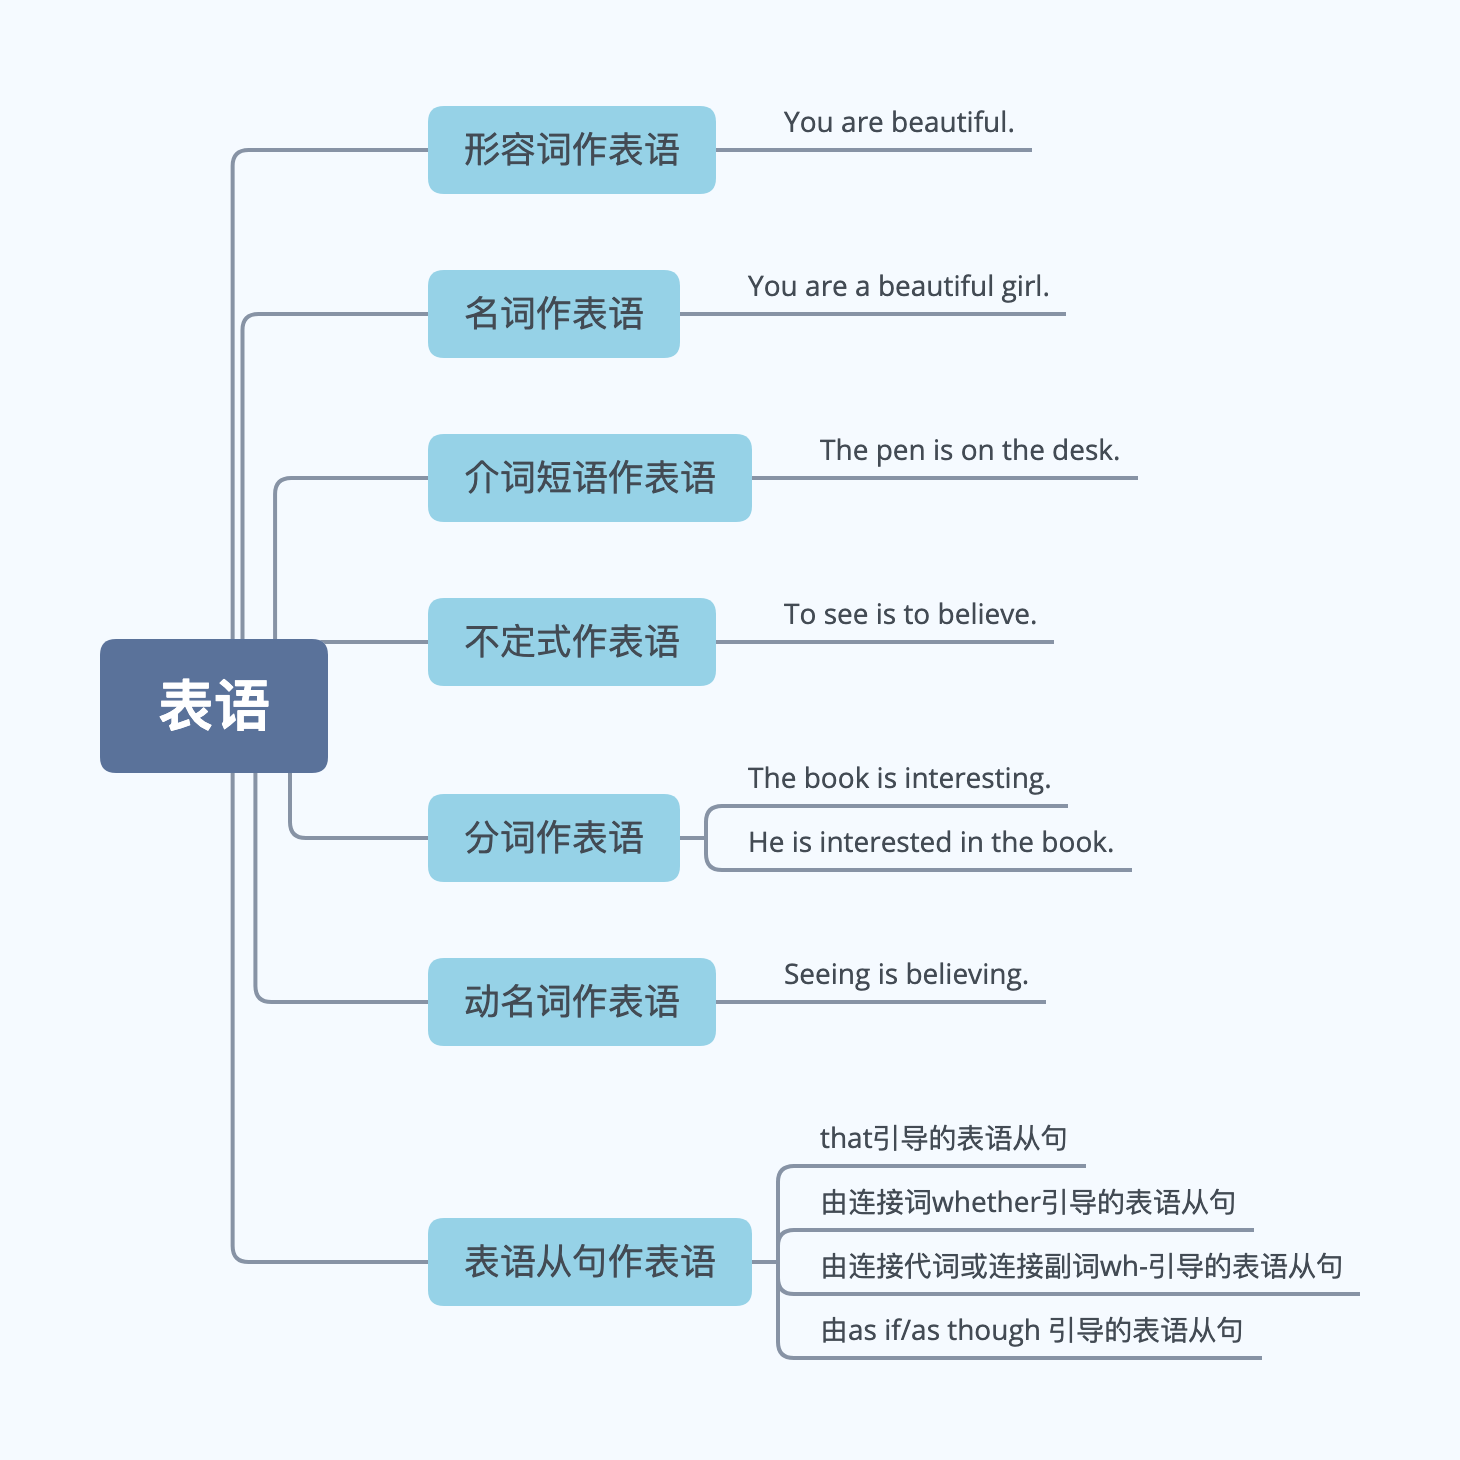 表语
形容词作表语
You are beautiful.
名词作表语
You are a beautiful girl.
介词短语作表语
The pen is on the desk.
不定式作表语
To see is to believe.
分词作表语
The book is interesting.
He is interested in the book.
动名词作表语
Seeing is believing.
表语从句作表语
that引导的表语从句
由连接词whether引导的表语从句
由连接代词或连接副词wh-引导的表语从句
由as if/as though 引导的表语从句